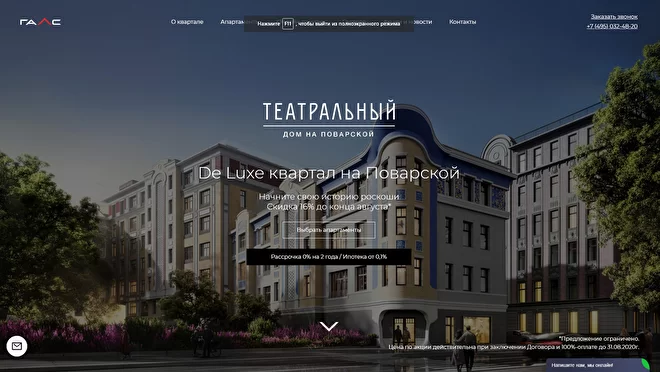 ГАЛС
О квартале
Нажмите F11, чтобы выйти из полноэкранного режима
новости
Контакты
Заказать звонок
+7 (495) 032-48-20
ТЕАТРАЛЬНЫЙ
ДОМ НА ПОВАРСКОЙ
De Luxe квартал на Поварской
Начните свою историю роскоши
Скидка 16% до конца августа*
Выбрать апартаменты
Рассрочка 0% на 2 года / Ипотека от 0,1%
*Предложение ограничено.
Цена по акции действительна при заключении Договора и 100%-оплате до 31.08.2020г.
Напишите нам, мы онлайн!